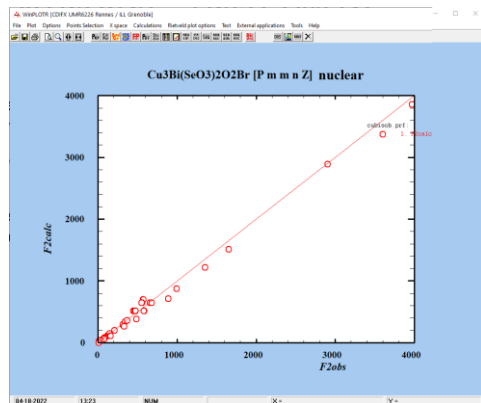 WinPLOTR [CDIFX UMR6226 Rennes / ILL Grenoble]
File Plot Options Points Selection X space Calculations Rietveld plot options Text External applications Tools Help
Cu3Bi(SeO3)2O2Br [P m m n Z] nuclear
4000
cubisob prf:
1
3000
F2calc
2000
1000
0
0 1000 2000 3000 4000
F2obs
04-18-2022 13:23 NUM X = Y =